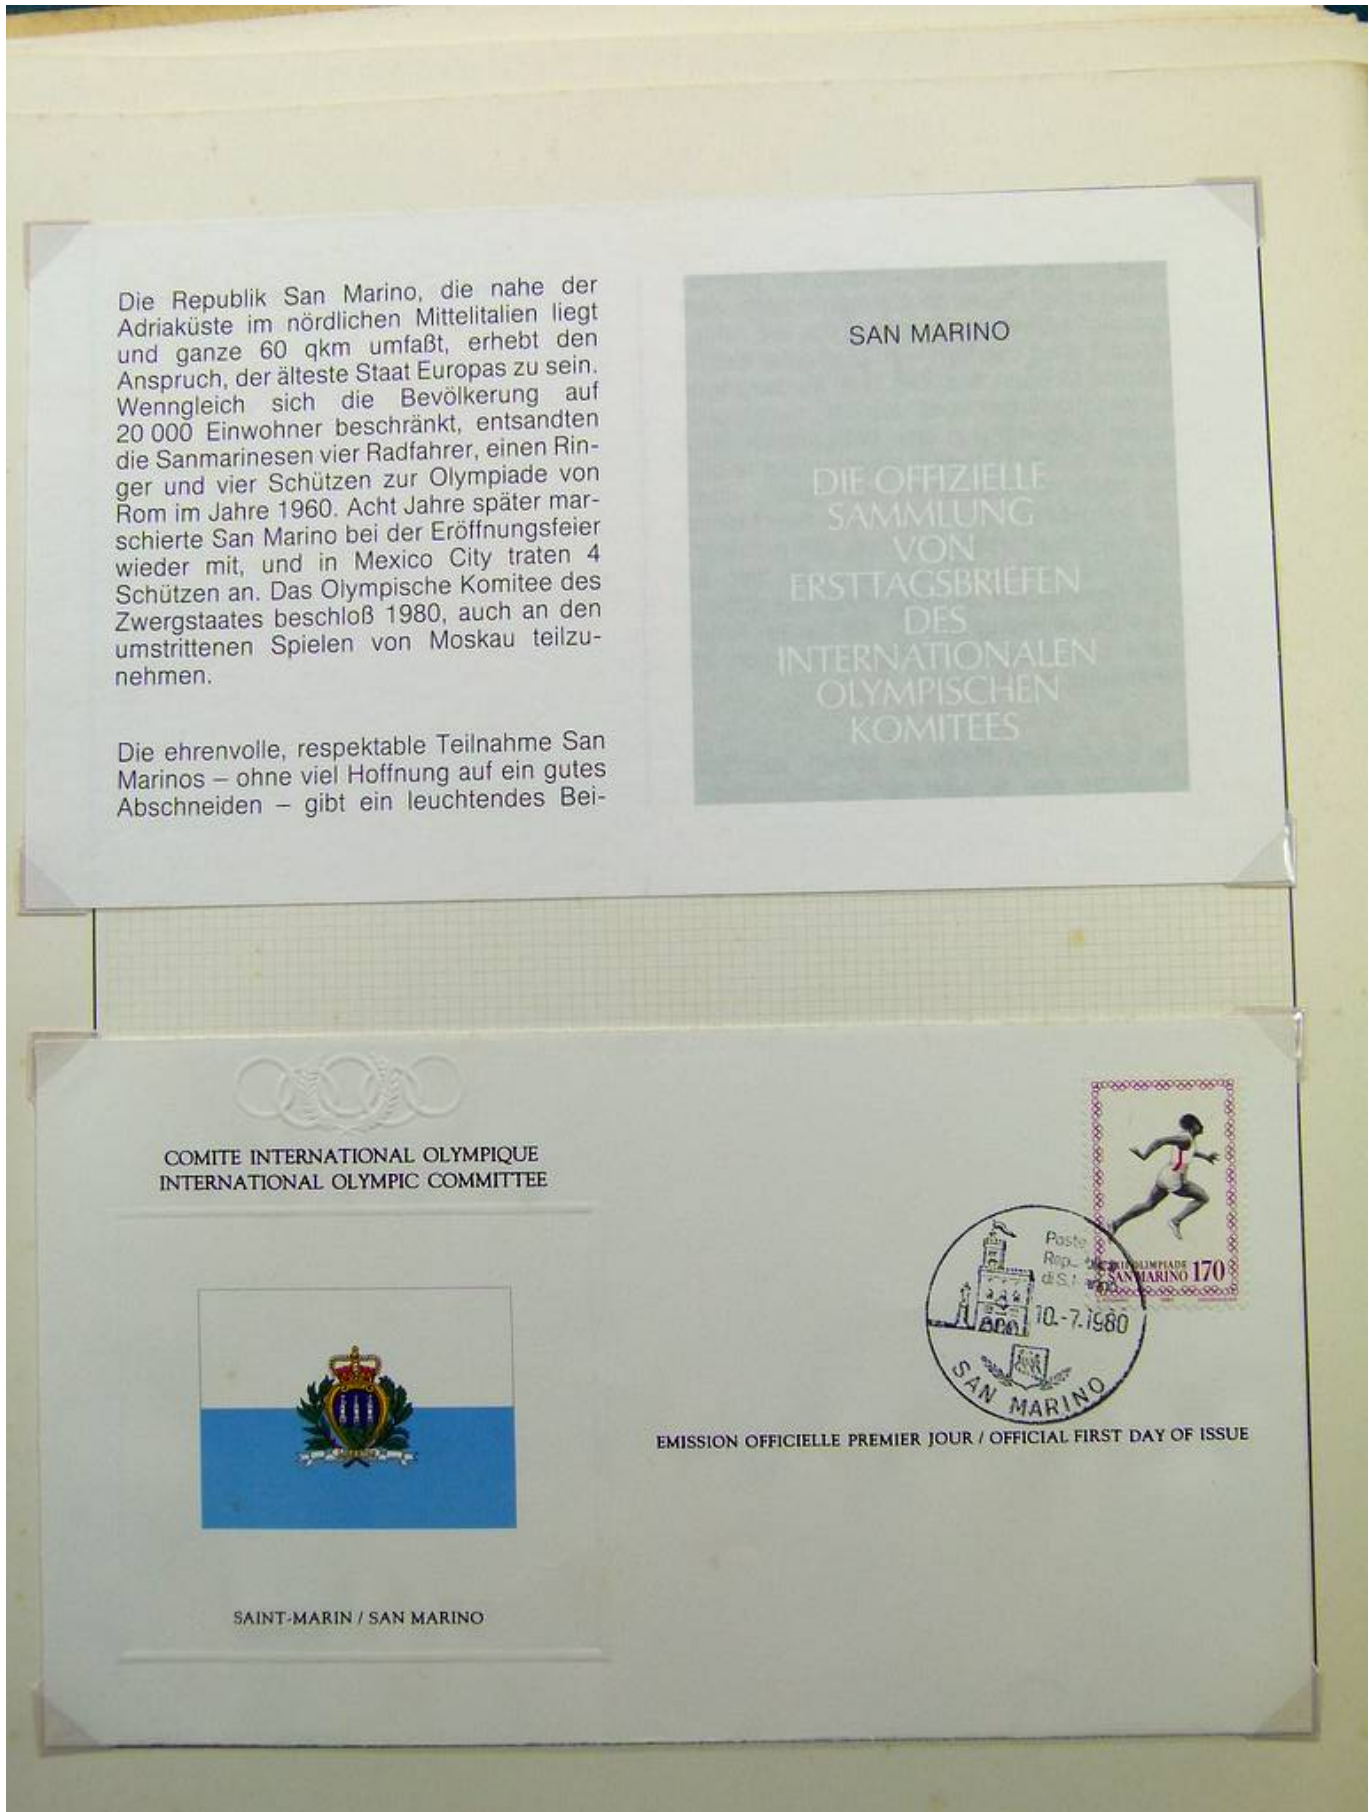 Die Republik San Marino, die nahe der
Adriaküste im nördlichen Mittelitalien liegt
und ganze 60 qkm umfaßt, erhebt den
Anspruch, der älteste Staat Europas zu sein.
Wenngleich sich die Bevölkerung auf
20 000 Einwohner beschränkt, entsandten
die Sanmarinesen vier Radfahrer, einen Rin-
ger und vier Schützen zur Olympiade von
Rom im Jahre 1960. Acht Jahre später mar-
schierte San Marino bei der Eröffnungsfeier
wieder mit, und in Mexico City traten 4
Schützen an. Das Olympische Komitee des
Zwergstaates beschloß 1980, auch an den
umstrittenen Spielen von Moskau teilzu-
nehmen.
Die ehrenvolle, respektable Teilnahme San
Marinos – ohne viel Hoffnung auf ein gutes
Abschneiden – gibt ein leuchtendes Bei-
SAN MARINO
DIE OFFIZIELLE
SAMMLUNG
VON
ERSTTAGSBRIEFEN
DES
INTERNATIONALEN
OLYMPISCHEN
KOMITEES
COMITE INTERNATIONAL OLYMPIQUE
INTERNATIONAL OLYMPIC COMMITTEE
SAINT-MARIN / SAN MARINO
OLIMPIADE
SAN MARINO 170
Poste
di S.
10.-7.1980
SAN MARINO
EMISSION OFFICIELLE PREMIER JOUR / OFFICIAL FIRST DAY OF ISSUE